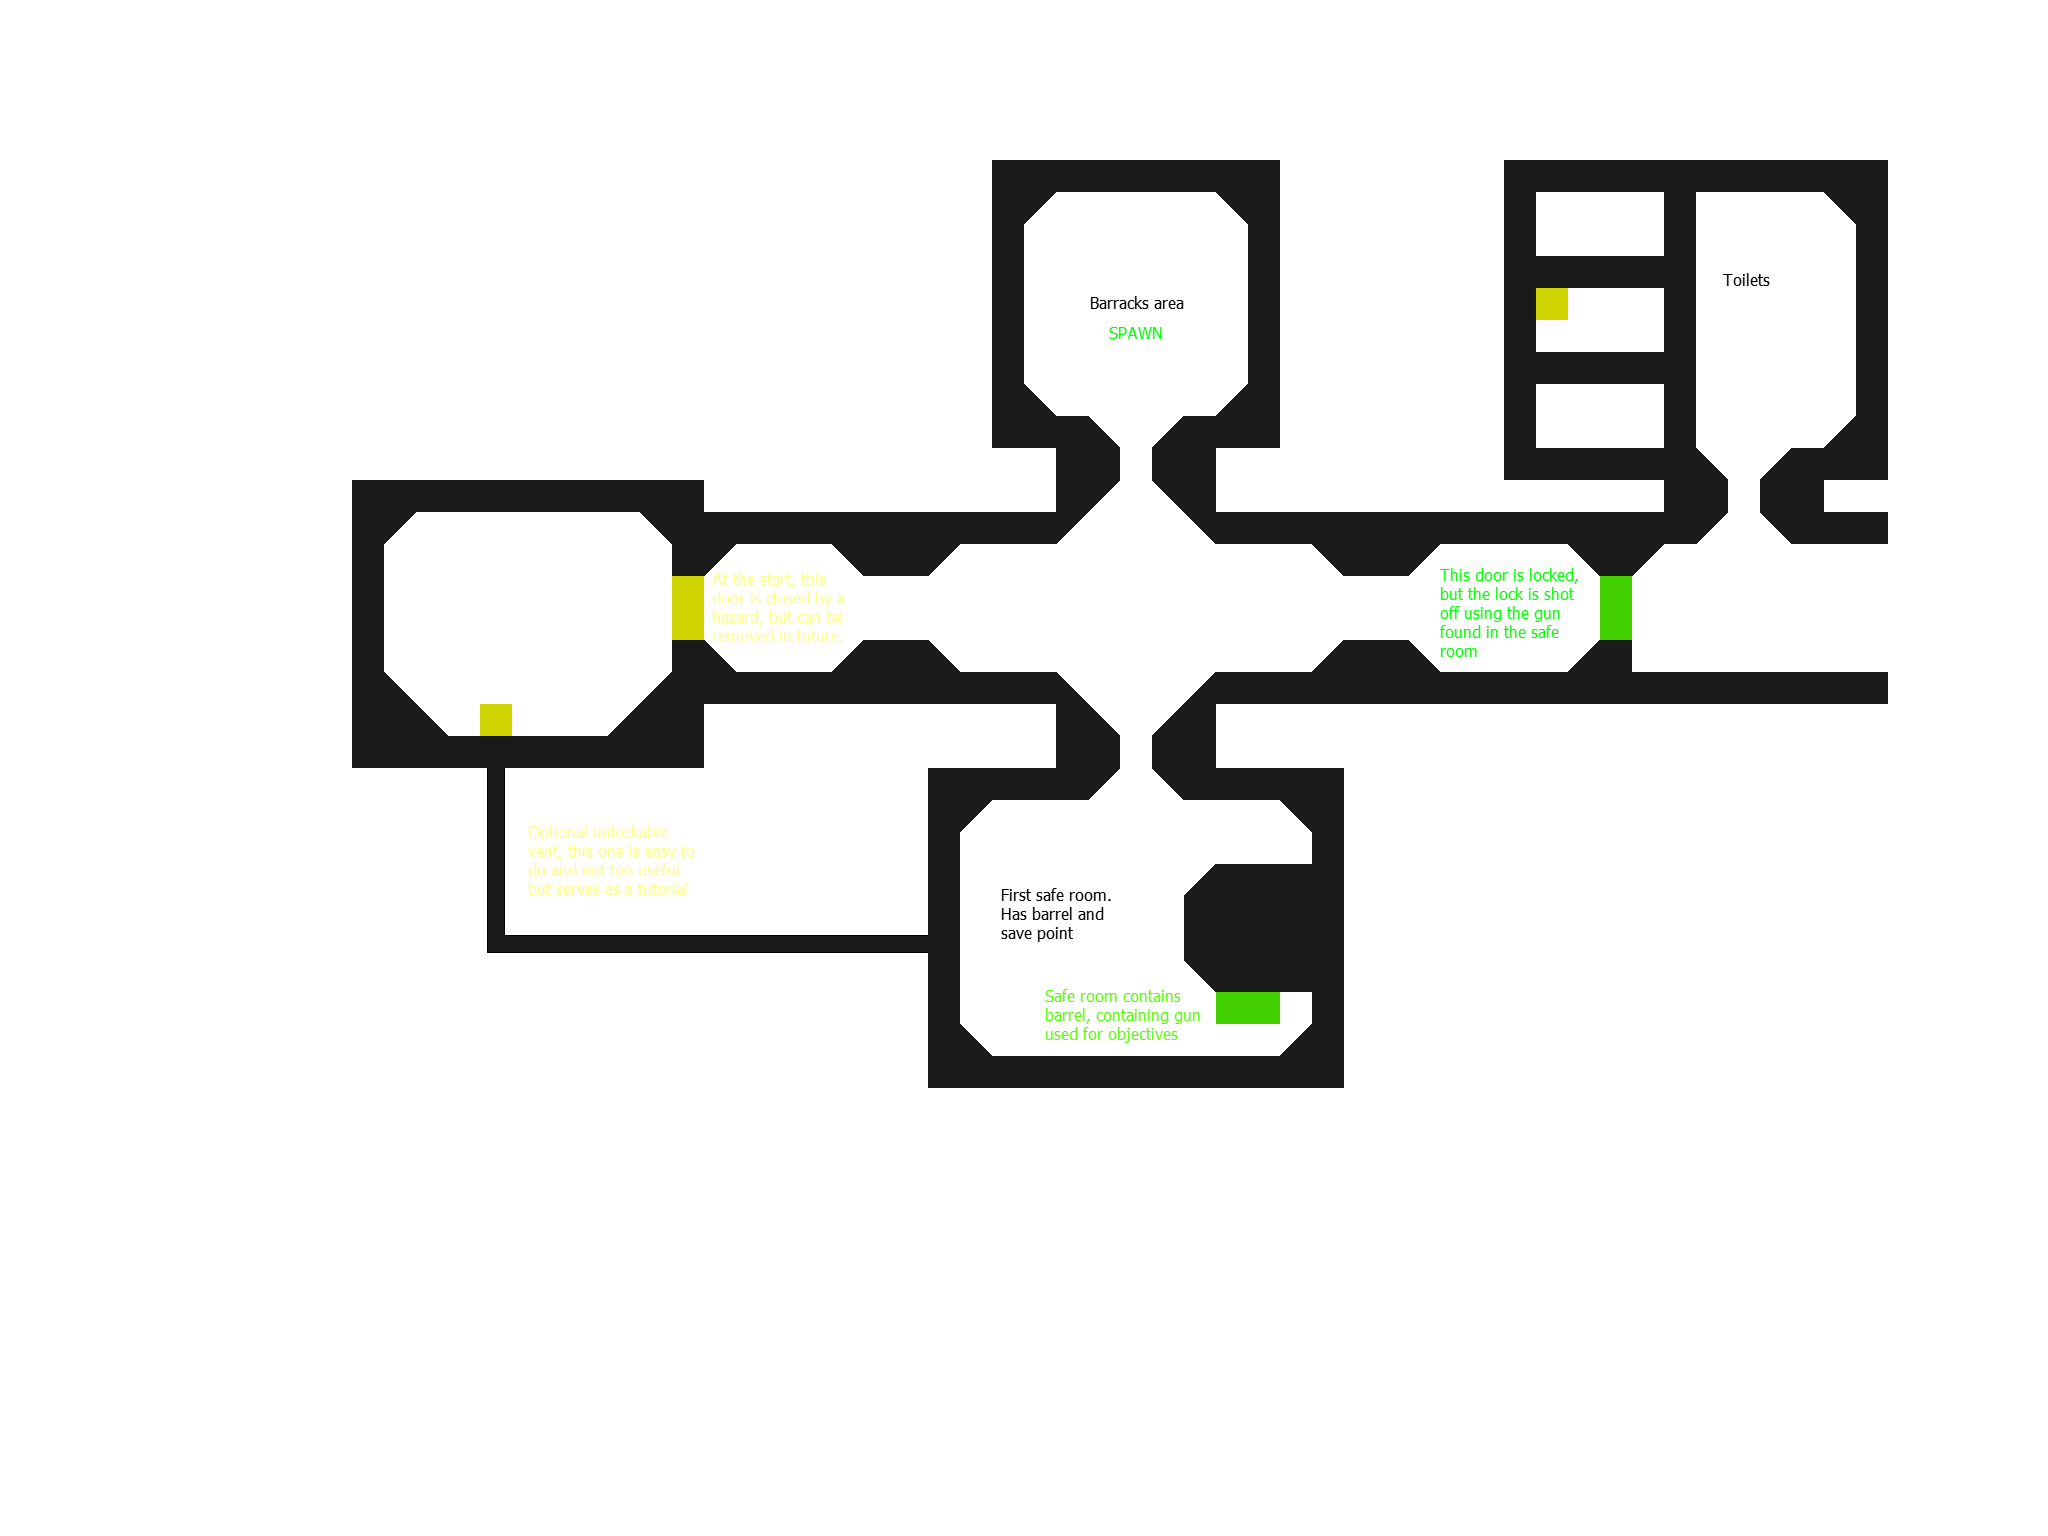 Toilets
Barracks area
SPAWN
At the start, this
door is closed by a
hazard, but can be
removed in future.
This door is locked,
but the lock is shot
off using the gun
found in the safe
room
Optional unlockable
vent, this one is easy to
do and not too useful
but serves as a tutorial
First safe room.
Has barrel and
save point
Safe room contains
barrel, containing gun
used for objectives